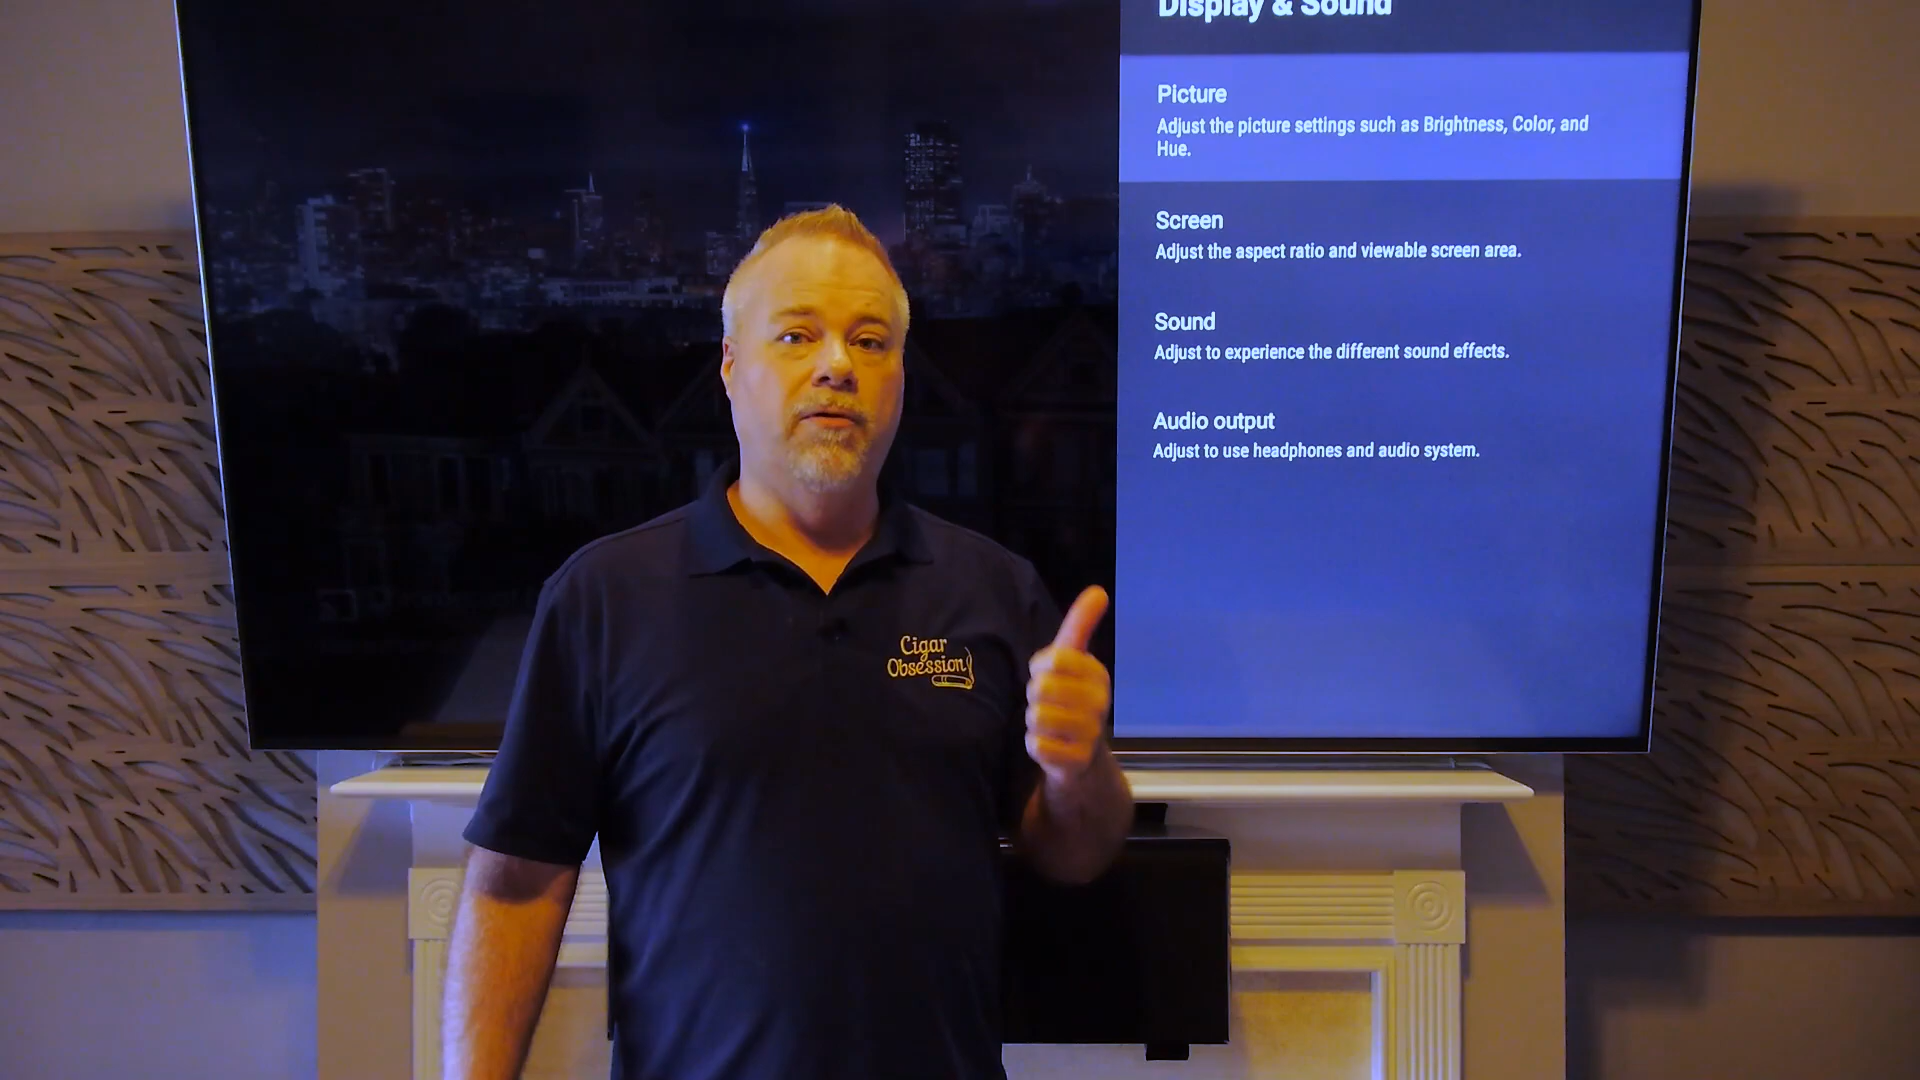 Display & Sound
Picture
Adjust the picture settings such as Brightness, Color, and
Hue.
Screen
Adjust the aspect ratio and viewable screen area.
Sound
Adjust to experience the different sound effects.
Audio output
Adjust to use headphones and audio system.
Cigar
Obsession